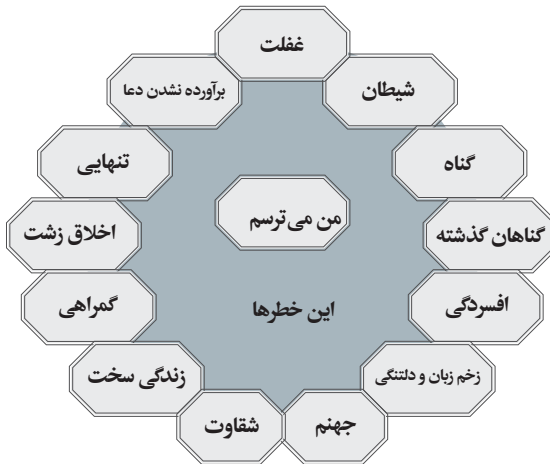 غفلت
شیطان
گناه
گناهان گذشته
افسردگی
زخم زبان و دلتنگی
جهنم
شقاوت
زندگی سخت
گمراهی
اخلاق زشت
تنهایی
برآورده نشدن دعا
من می‌ترسم
این خطرها